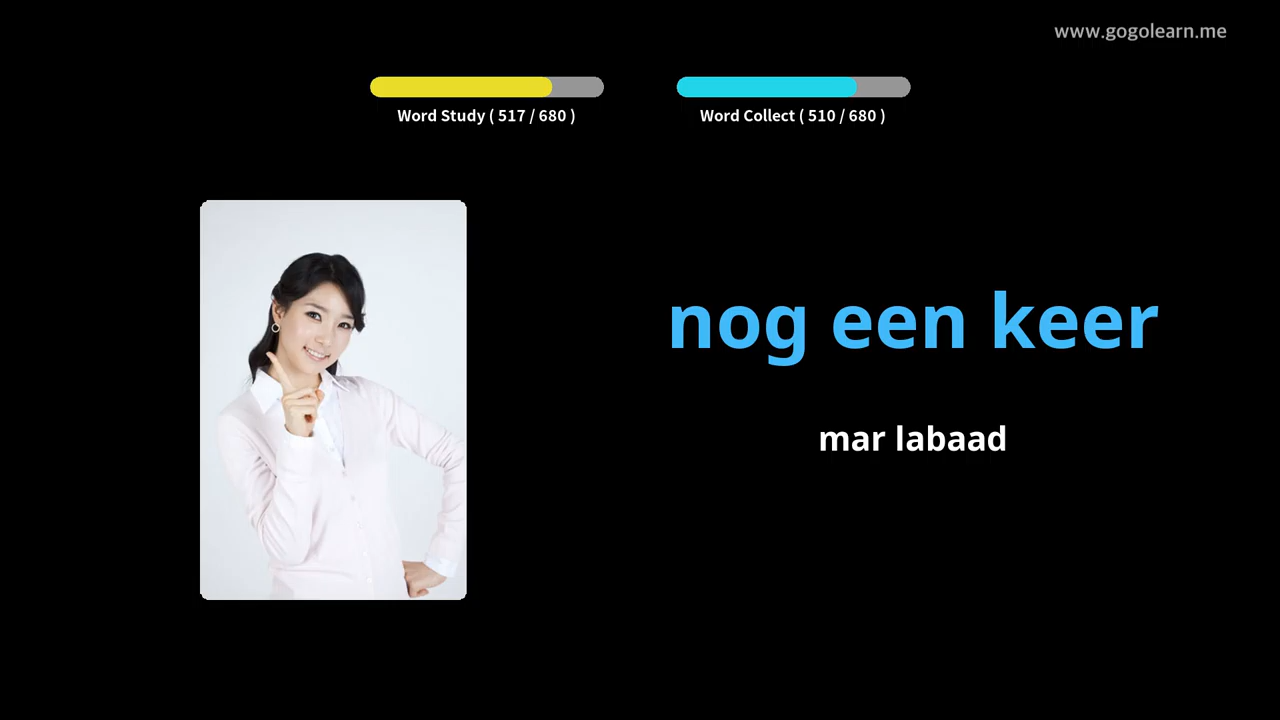 www.gogolearn.me
Word Study ( 517 / 680 )
Word Collect ( 510 / 680 )
nog een keer
mar labaad